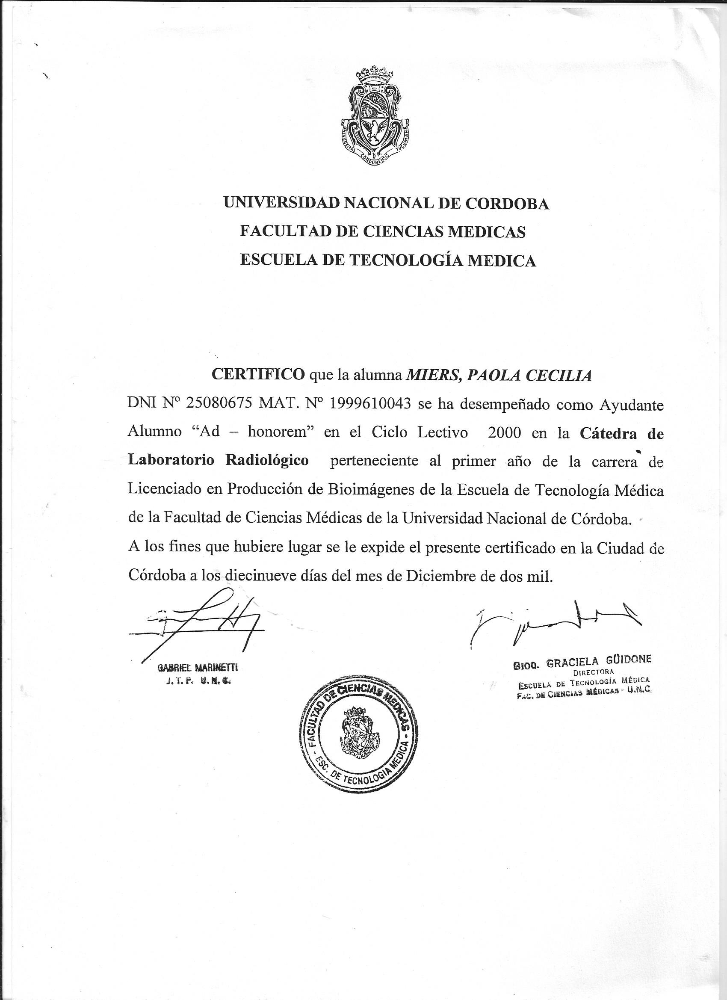 UNIVERSITAS CORDUBENSIS TUCUMANÆ
UNIVERSIDAD NACIONAL DE CORDOBA
FACULTAD DE CIENCIAS MEDICAS
ESCUELA DE TECNOLOGÍA MEDICA
CERTIFICO que la alumna MIERS, PAOLA CECILIA
DNI Nº 25080675 MAT. Nº 1999610043 se ha desempeñado como Ayudante
Alumno “Ad – honorem” en el Ciclo Lectivo 2000 en la Cátedra de
Laboratorio Radiológico perteneciente al primer año de la carrera de
Licenciado en Producción de Bioimágenes de la Escuela de Tecnología Médica
de la Facultad de Ciencias Médicas de la Universidad Nacional de Córdoba.
A los fines que hubiere lugar se le expide el presente certificado en la Ciudad de
Córdoba a los diecinueve días del mes de Diciembre de dos mil.
GABRIEL MARINETTI
J. T. P. U. N. C.
BIOQ. GRACIELA GÜIDONE
DIRECTORA
ESCUELA DE TECNOLOGÍA MÉDICA
FAC. DE CIENCIAS MÉDICAS - U.N.C.
- FACULTAD DE CIENCIAS MEDICAS -
ESC. DE TECNOLOGIA MEDICA